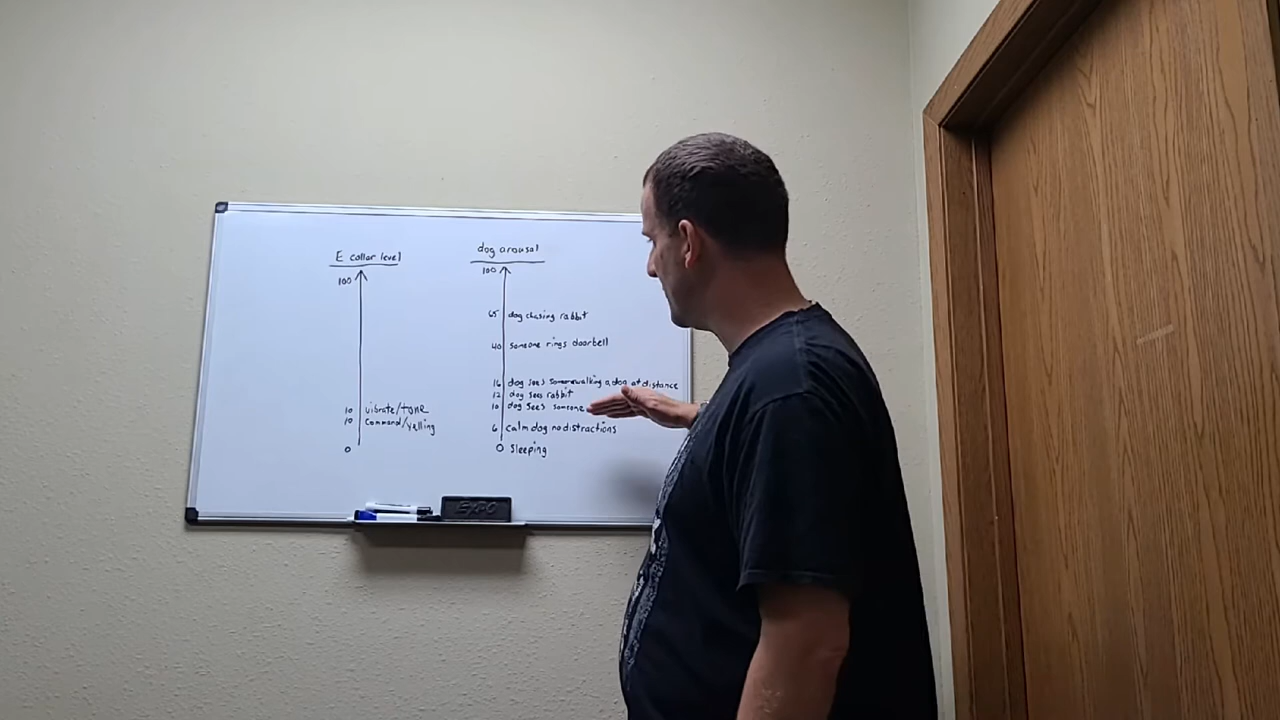 E collar level
100
10 vibrate/tone
10 command/yelling
0
dog arousal
100
65 dog chasing rabbit
40 someone rings doorbell
16 dog sees someone walking a dog at distance
12 dog sees rabbit
10 dog sees someone
6 calm dog no distractions
0 Sleeping
EXPO